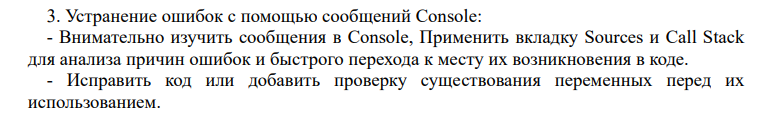 3. Устранение ошибок с помощью сообщений Console:
- Внимательно изучить сообщения в Console, Применить вкладку Sources и Call Stack
для анализа причин ошибок и быстрого перехода к месту их возникновения в коде.
- Исправить код или добавить проверку существования переменных перед их
использованием.